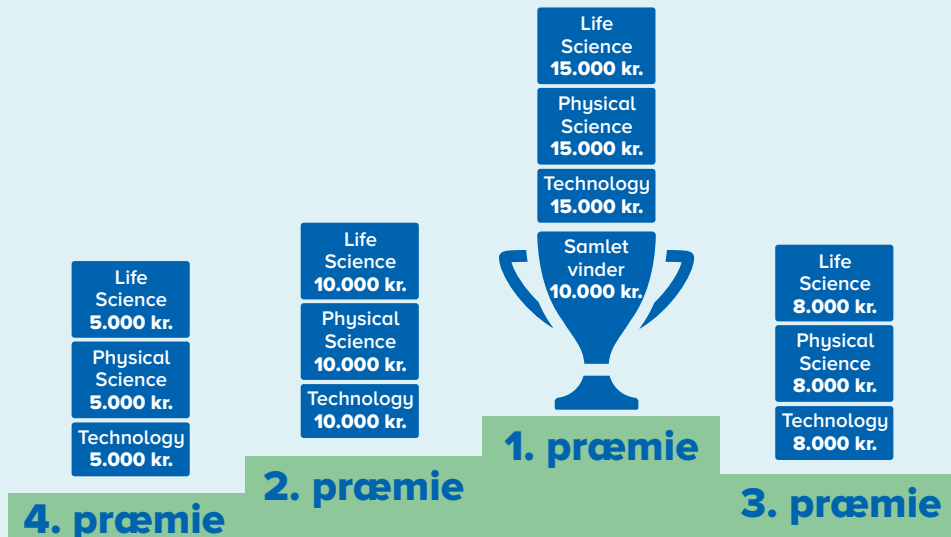 Life
Science
15.000 kr.
Physical
Science
15.000 kr.
Technology
15.000 kr.
Samlet
vinder
10.000 kr.
1. præmie
Life
Science
10.000 kr.
Physical
Science
10.000 kr.
Technology
10.000 kr.
2. præmie
Life
Science
8.000 kr.
Physical
Science
8.000 kr.
Technology
8.000 kr.
3. præmie
Life
Science
5.000 kr.
Physical
Science
5.000 kr.
Technology
5.000 kr.
4. præmie